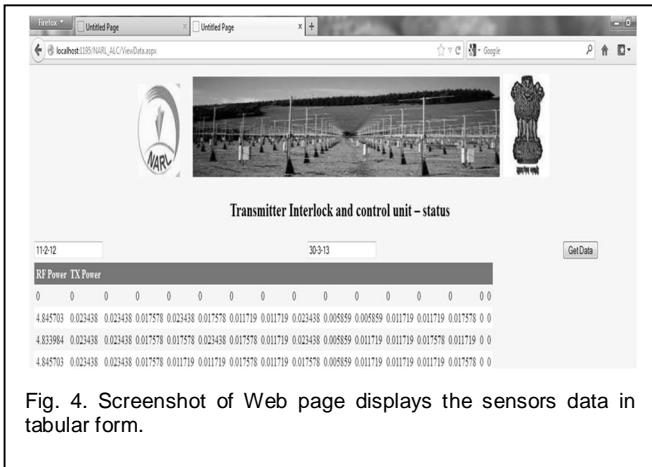 Firefox
Untitled Page
Untitled Page
localhost:1195/NARL_ALC/ViewData.aspx
Google
NARL
Transmitter Interlock and control unit – status
11-2-12 30-3-13 Get Data
RF Power TX Power
0 0 0 0 0 0 0 0 0 0 0 0 0 0 0 0
4.845703 0.023438 0.023438 0.017578 0.023438 0.017578 0.011719 0.011719 0.023438 0.005859 0.005859 0.011719 0.011719 0.017578 0 0
4.833984 0.023438 0.023438 0.017578 0.017578 0.023438 0.017578 0.011719 0.017578 0.005859 0.011719 0.011719 0.017578 0.011719 0 0
4.845703 0.023438 0.023438 0.017578 0.011719 0.011719 0.017578 0.011719 0.017578 0.005859 0.011719 0.011719 0.011719 0.017578 0 0
Fig. 4. Screenshot of Web page displays the sensors data in
tabular form.